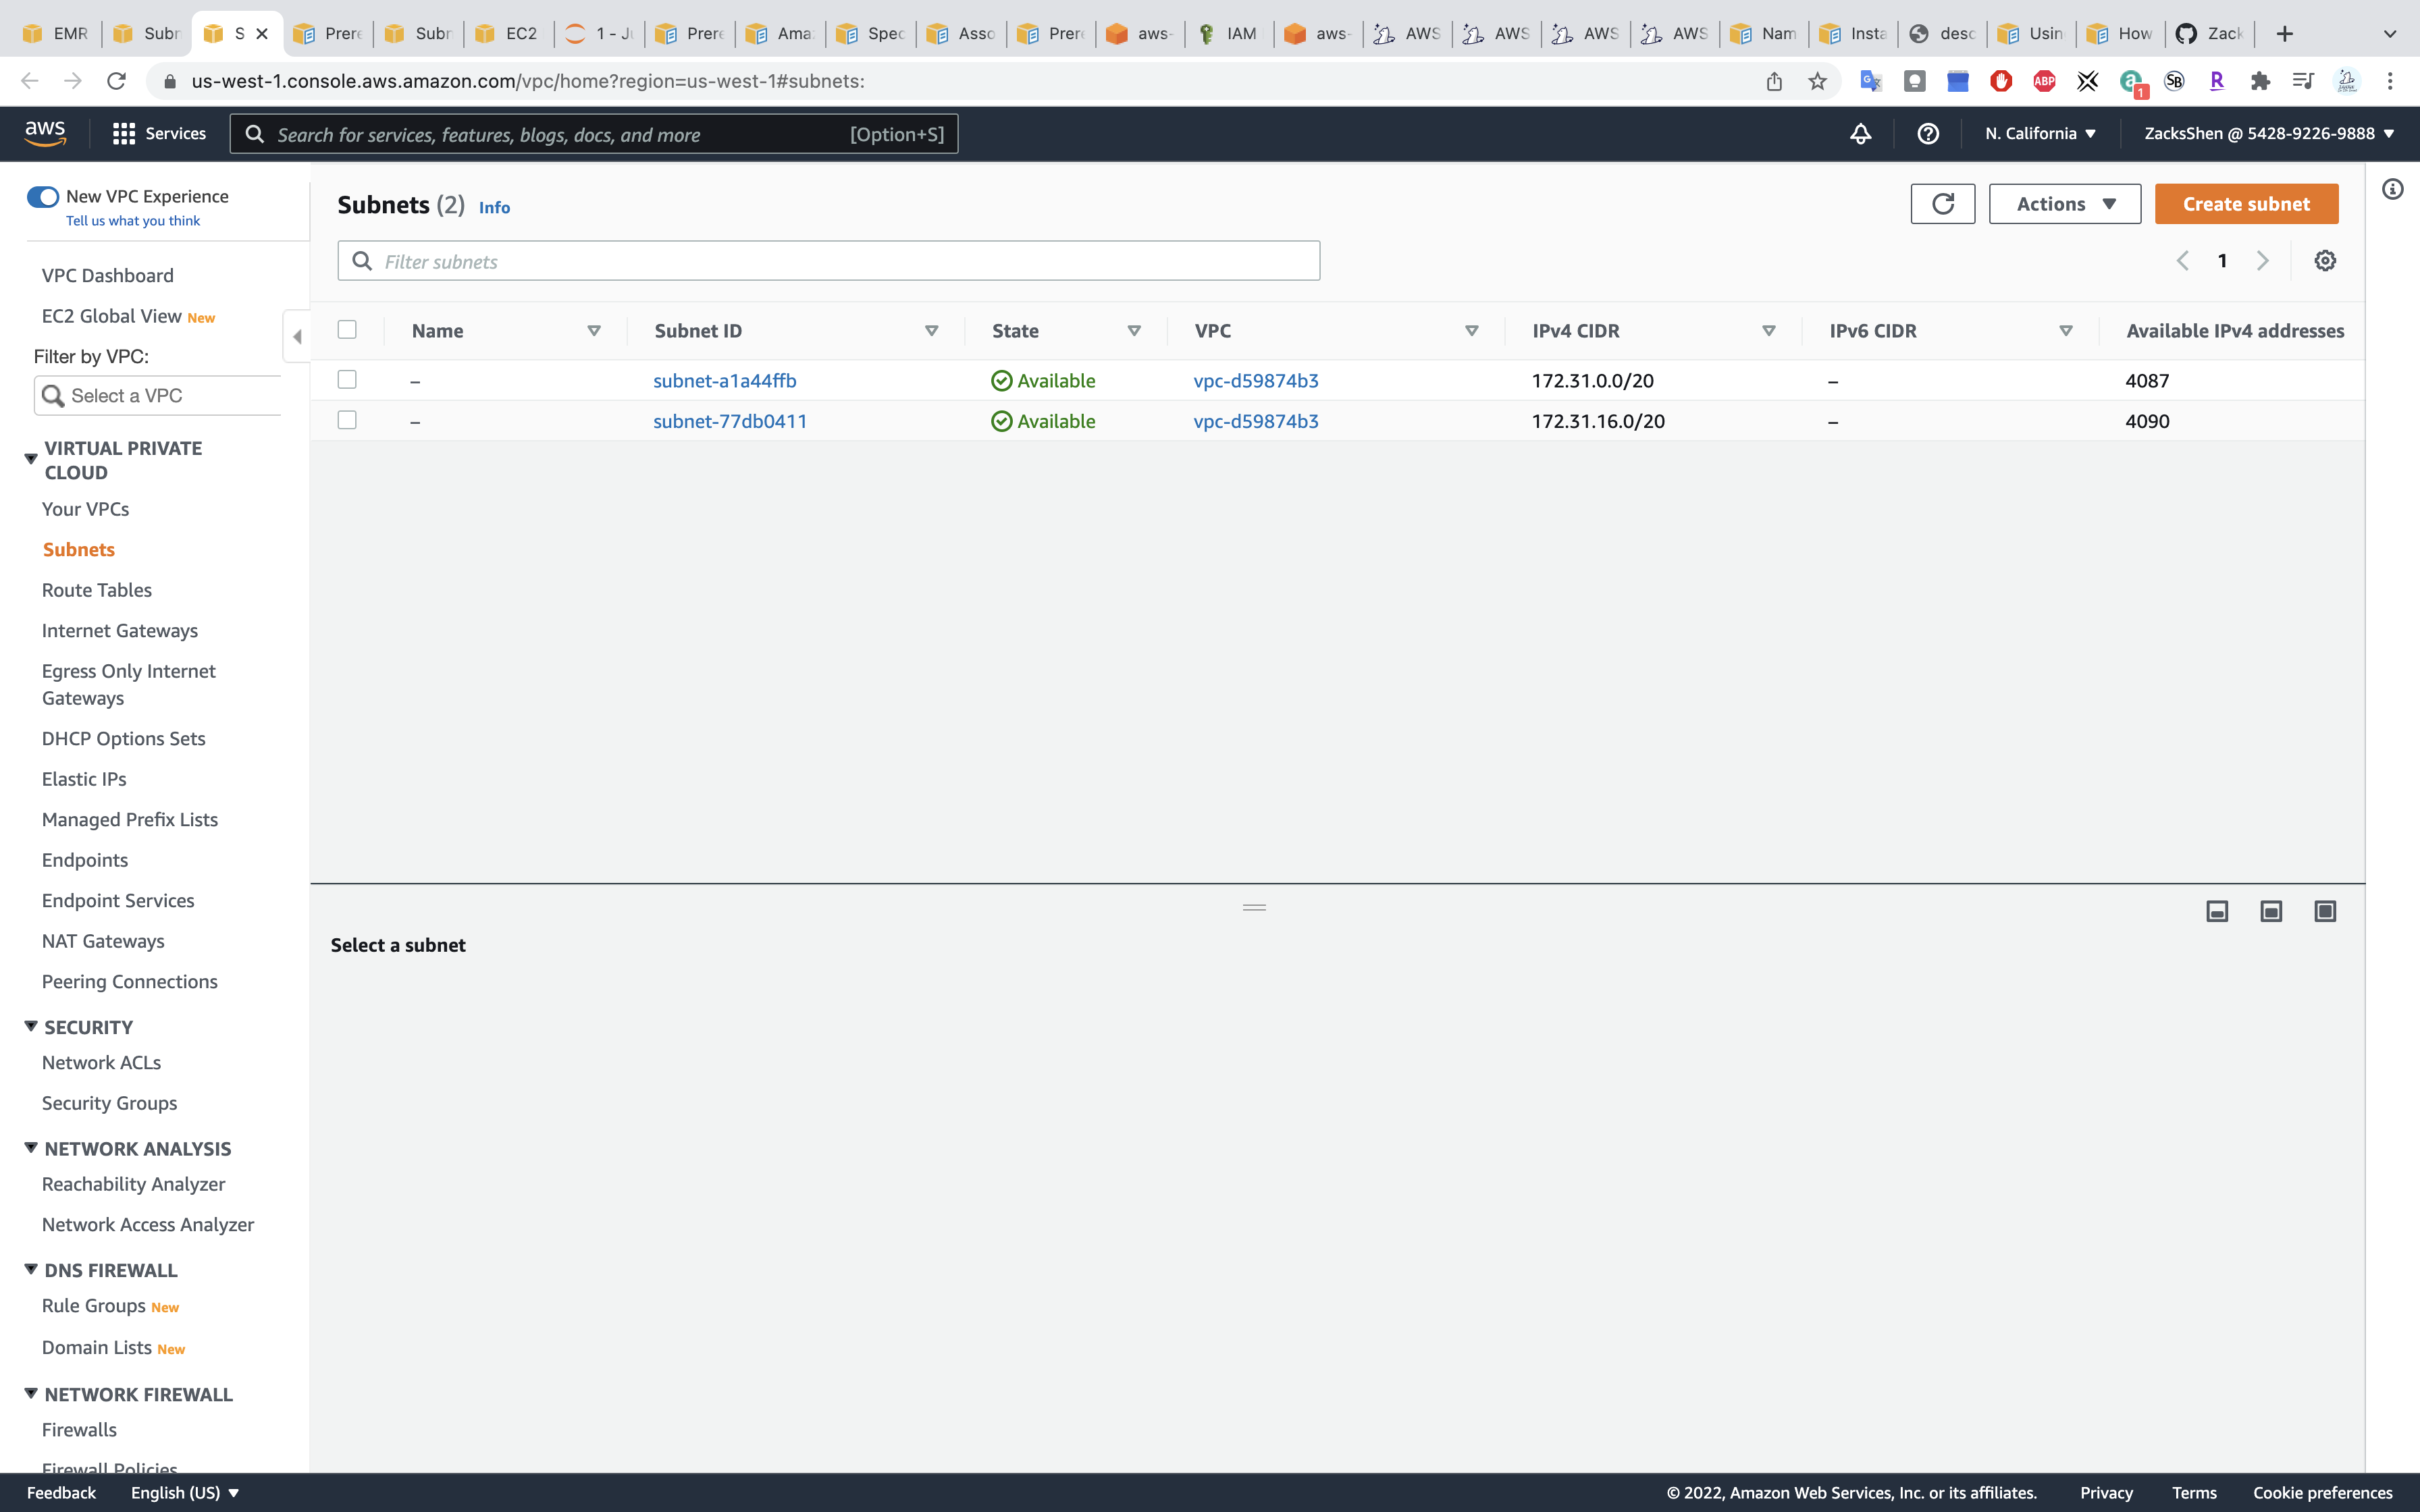 EMR Subn S Prere Subn EC2 1 - Ju Prere Ama Spec Asso Prere aws- IAM aws- AWS AWS AWS AWS Nam Insta desc Usin How Zack
us-west-1.console.aws.amazon.com/vpc/home?region=us-west-1#subnets:
ABP 1 SB R
aws Services Search for services, features, blogs, docs, and more [Option+S] N. California ZacksShen @ 5428-9226-9888
New VPC Experience
Tell us what you think
VPC Dashboard
EC2 Global View New
Filter by VPC:
Select a VPC
VIRTUAL PRIVATE
CLOUD
Your VPCs
Subnets
Route Tables
Internet Gateways
Egress Only Internet
Gateways
DHCP Options Sets
Elastic IPs
Managed Prefix Lists
Endpoints
Endpoint Services
NAT Gateways
Peering Connections
SECURITY
Network ACLs
Security Groups
NETWORK ANALYSIS
Reachability Analyzer
Network Access Analyzer
DNS FIREWALL
Rule Groups New
Domain Lists New
NETWORK FIREWALL
Firewalls
Firewall Policies
Subnets (2) Info
Actions Create subnet
Filter subnets
1
Name Subnet ID State VPC IPv4 CIDR IPv6 CIDR Available IPv4 addresses
– subnet-a1a44ffb Available vpc-d59874b3 172.31.0.0/20 – 4087
– subnet-77db0411 Available vpc-d59874b3 172.31.16.0/20 – 4090
Select a subnet
Feedback English (US) © 2022, Amazon Web Services, Inc. or its affiliates. Privacy Terms Cookie preferences